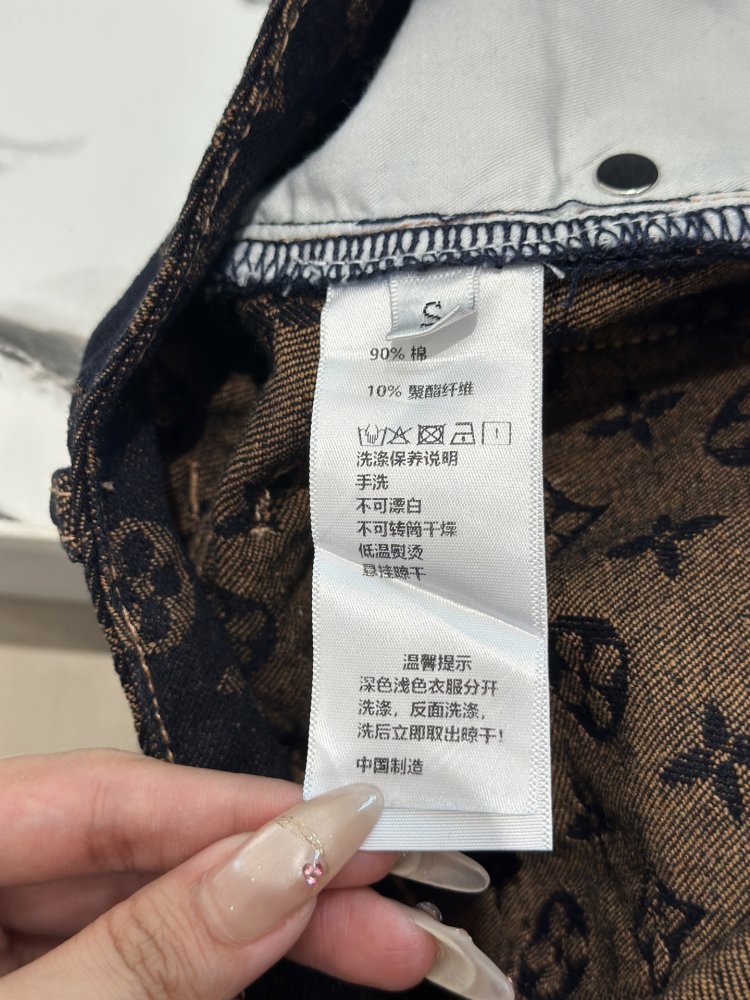 S
90% 棉
10% 聚酯纤维
洗涤保养说明
手洗
不可漂白
不可转筒干燥
低温熨烫
悬挂晾干
温馨提示
深色浅色衣服分开
洗涤，反面洗涤，
洗后立即取出晾干！
中国制造